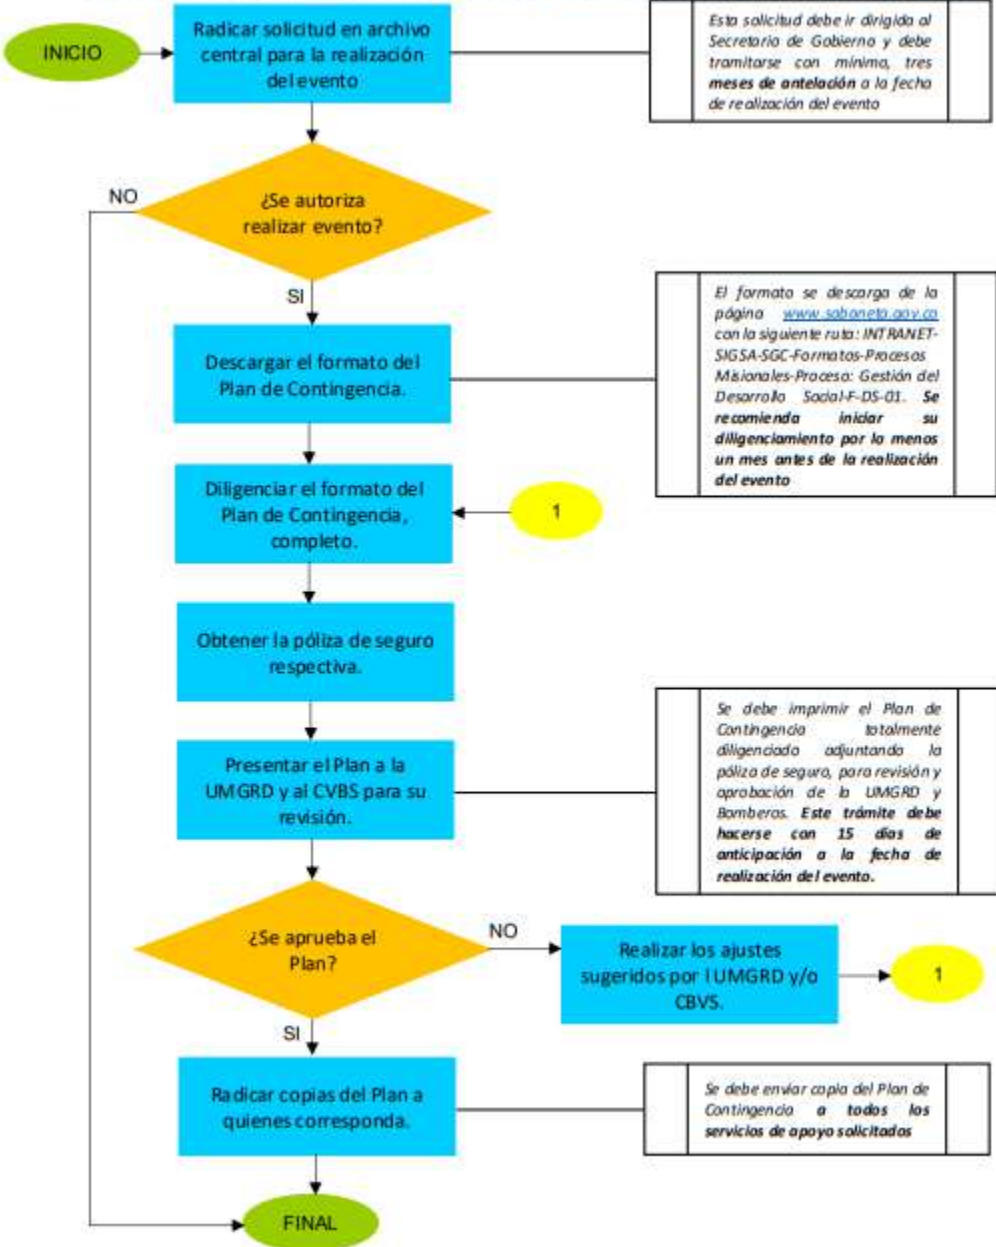 INICIO
Radicar solicitud en archivo
central para la realización
del evento
Esta solicitud debe ir dirigida al
Secretario de Gobierno y debe
tramitarse con mínimo, tres
meses de antelación a la fecha
de realización del evento
NO
¿Se autoriza
realizar evento?
SI
Descargar el formato del
Plan de Contingencia.
El formato se descarga de la
página www.sabaneta.gov.co
con la siguiente ruta: INTRANET-
SIGSA-SGC-Formatos-Procesos
Misionales-Proceso: Gestión del
Desarrollo Social-F-DS-01. Se
recomienda iniciar su
diligenciamiento por lo menos
un mes antes de la realización
del evento
Diligenciar el formato del
Plan de Contingencia,
completo.
1
Obtener la póliza de seguro
respectiva.
Presentar el Plan a la
UMGRD y al CVBS para su
revisión.
Se debe imprimir el Plan de
Contingencia totalmente
diligenciado adjuntando la
póliza de seguro, para revisión y
aprobación de la UMGRD y
Bomberos. Este trámite debe
hacerse con 15 días de
anticipación a la fecha de
realización del evento.
¿Se aprueba el
Plan?
NO
Realizar los ajustes
sugeridos por l UMGRD y/o
CBVS.
1
SI
Radicar copias del Plan a
quienes corresponda.
Se debe enviar copia del Plan de
Contingencia a todos los
servicios de apoyo solicitados
FINAL